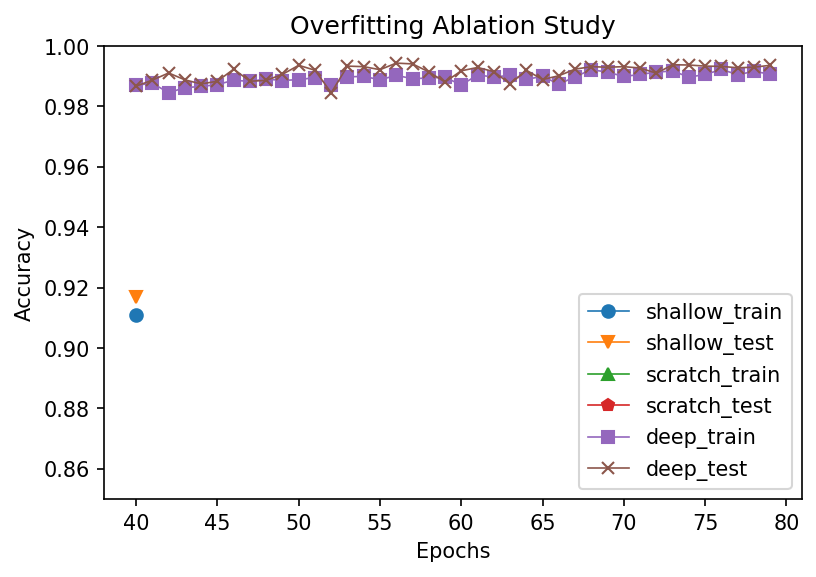 Overfitting Ablation Study
1.00
0.98
0.96
0.94
0.92
0.90
0.88
0.86
Accuracy
shallow_train
shallow_test
scratch_train
scratch_test
deep_train
deep_test
40 45 50 55 60 65 70 75 80
Epochs